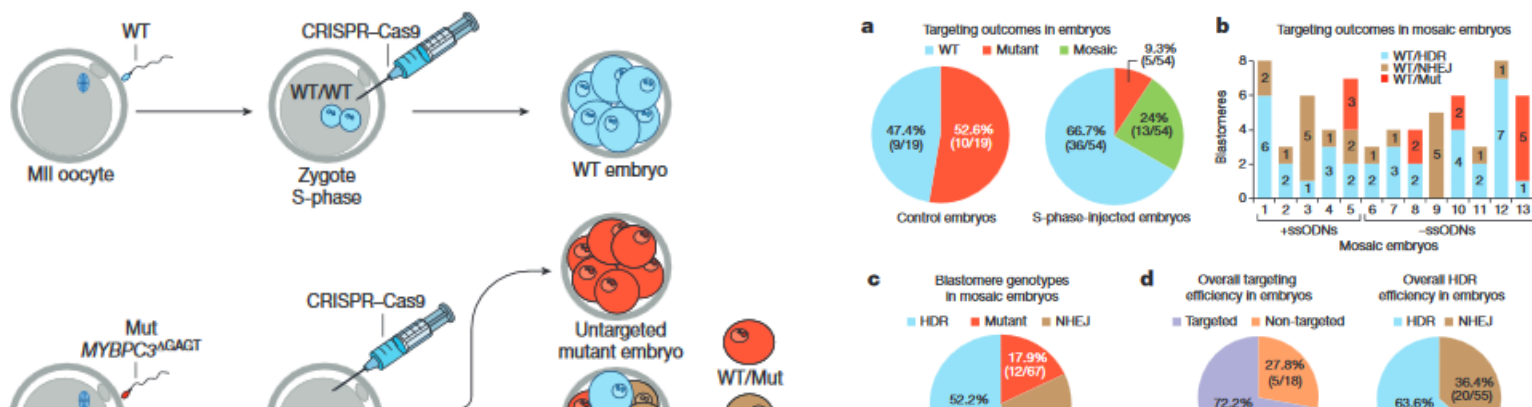 WT
CRISPR–Cas9
WT/WT
MII oocyte
Zygote
S-phase
WT embryo
CRISPR–Cas9
Mut
MYBPC3ΔGAGT
Untargeted
mutant embryo
WT/Mut
a
Targeting outcomes in embryos
WT Mutant Mosaic
9.3%
(5/54)
47.4%
(9/19)
52.6%
(10/19)
66.7%
(36/54)
24%
(13/54)
Control embryos
S-phase-injected embryos
b
Targeting outcomes in mosaic embryos
WT/HDR
WT/NHEJ
WT/Mut
Blastomeres
8
6
4
2
0
2 5 1 3 1 1 2 5 2 1 1 5
6 1 2 1 3 2 2 2 3 2 4 2 7 1
1 2 3 4 5 6 7 8 9 10 11 12 13
+ssODNs –ssODNs
Mosaic embryos
c
Blastomere genotypes
in mosaic embryos
HDR Mutant NHEJ
17.9%
(12/67)
52.2%
d
Overall targeting
efficiency in embryos
Targeted Non-targeted
27.8%
(5/18)
72.2%
Overall HDR
efficiency in embryos
HDR NHEJ
36.4%
(20/55)
63.6%